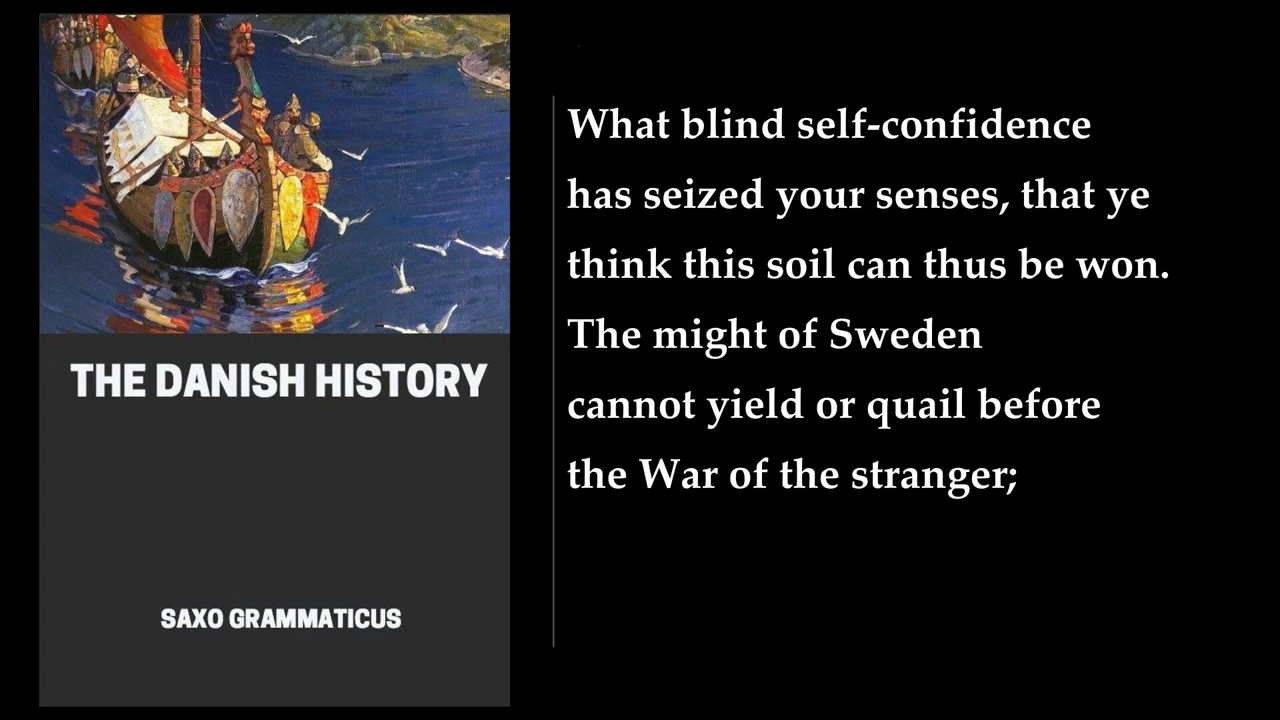 THE DANISH HISTORY
SAXO GRAMMATICUS
What blind self-confidence
has seized your senses, that ye
think this soil can thus be won.
The might of Sweden
cannot yield or quail before
the War of the stranger;